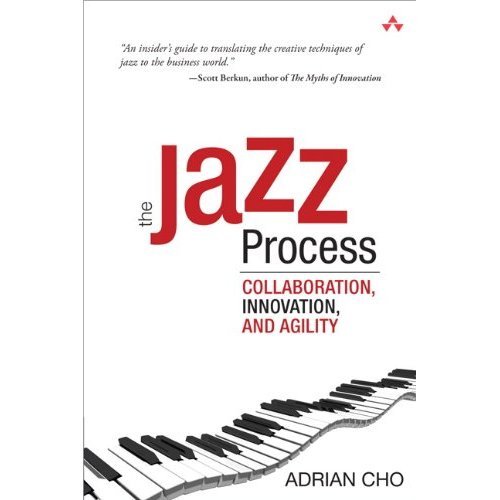 “An insider’s guide to translating the creative techniques of
jazz to the business world.”
—Scott Berkun, author of The Myths of Innovation
the
jazz
Process
COLLABORATION,
INNOVATION,
AND AGILITY
ADRIAN CHO